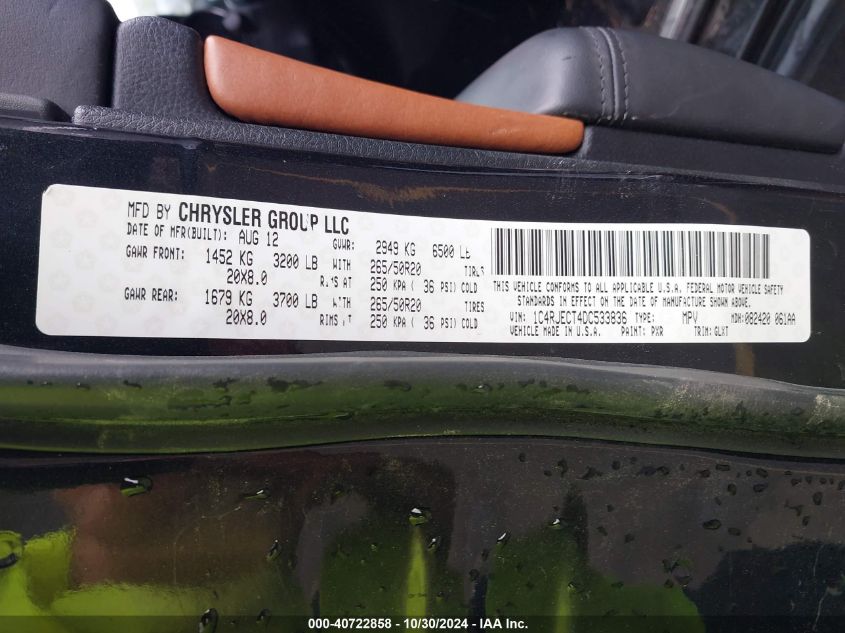 MFD BY CHRYSLER GROUP LLC
DATE OF MFR(BUILT): AUG 12 GVWR: 2949 KG 6500 LB
GAWR FRONT: 1452 KG 3200 LB WITH 265/50R20 TIRES
20X8.0 RIMS AT 250 KPA ( 36 PSI) COLD
GAWR REAR: 1679 KG 3700 LB WITH 265/50R20 TIRES
20X8.0 RIMS AT 250 KPA ( 36 PSI) COLD
THIS VEHICLE CONFORMS TO ALL APPLICABLE U.S.A. FEDERAL MOTOR VEHICLE SAFETY
STANDARDS IN EFFECT ON THE DATE OF MANUFACTURE SHOWN ABOVE.
VIN: 1C4RJECT4DC533836 TYPE: MPV MDH: 082420 061AA
VEHICLE MADE IN U.S.A. PAINT: PXR TRIM: GLXT
000-40722858 - 10/30/2024 - IAA Inc.